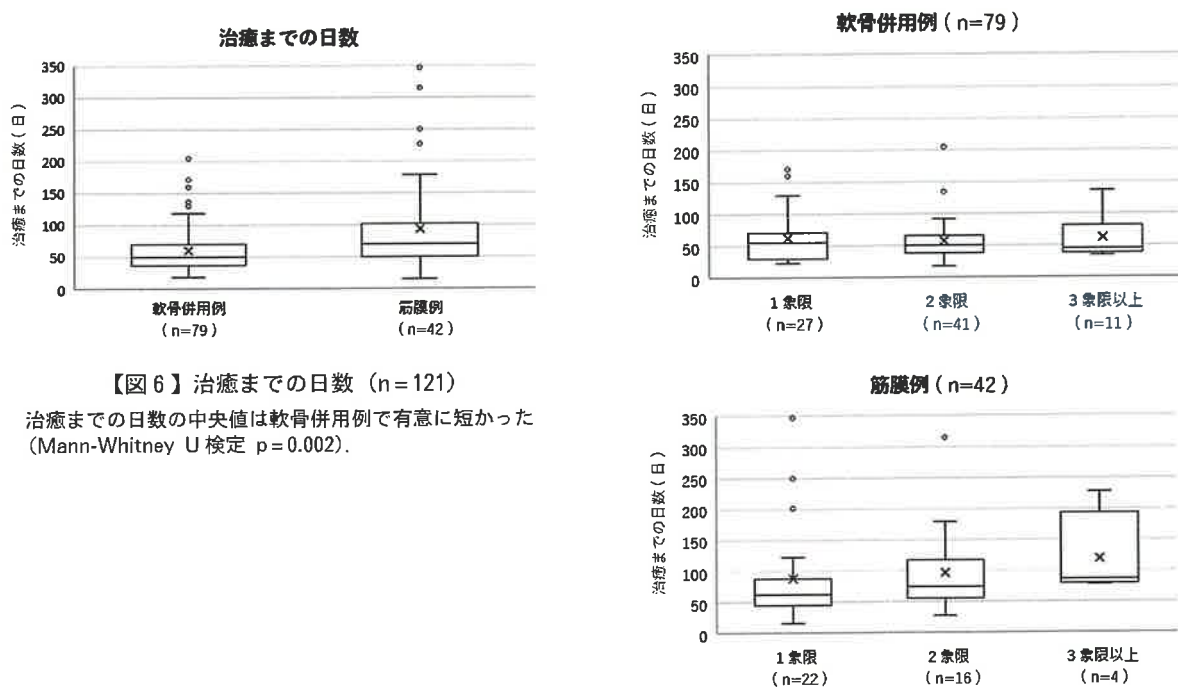 治癒までの日数
治癒までの日数(日)
350
300
250
200
150
100
50
0
軟骨併用例
(n=79)
筋膜例
(n=42)
【図6】治癒までの日数(n=121)
治癒までの日数の中央値は軟骨併用例で有意に短かった
(Mann-Whitney U検定 p=0.002).
軟骨併用例(n=79)
治癒までの日数(日)
350
300
250
200
150
100
50
0
1象限
(n=27)
2象限
(n=41)
3象限以上
(n=11)
筋膜例(n=42)
治癒までの日数(日)
350
300
250
200
150
100
50
0
1象限
(n=22)
2象限
(n=16)
3象限以上
(n=4)